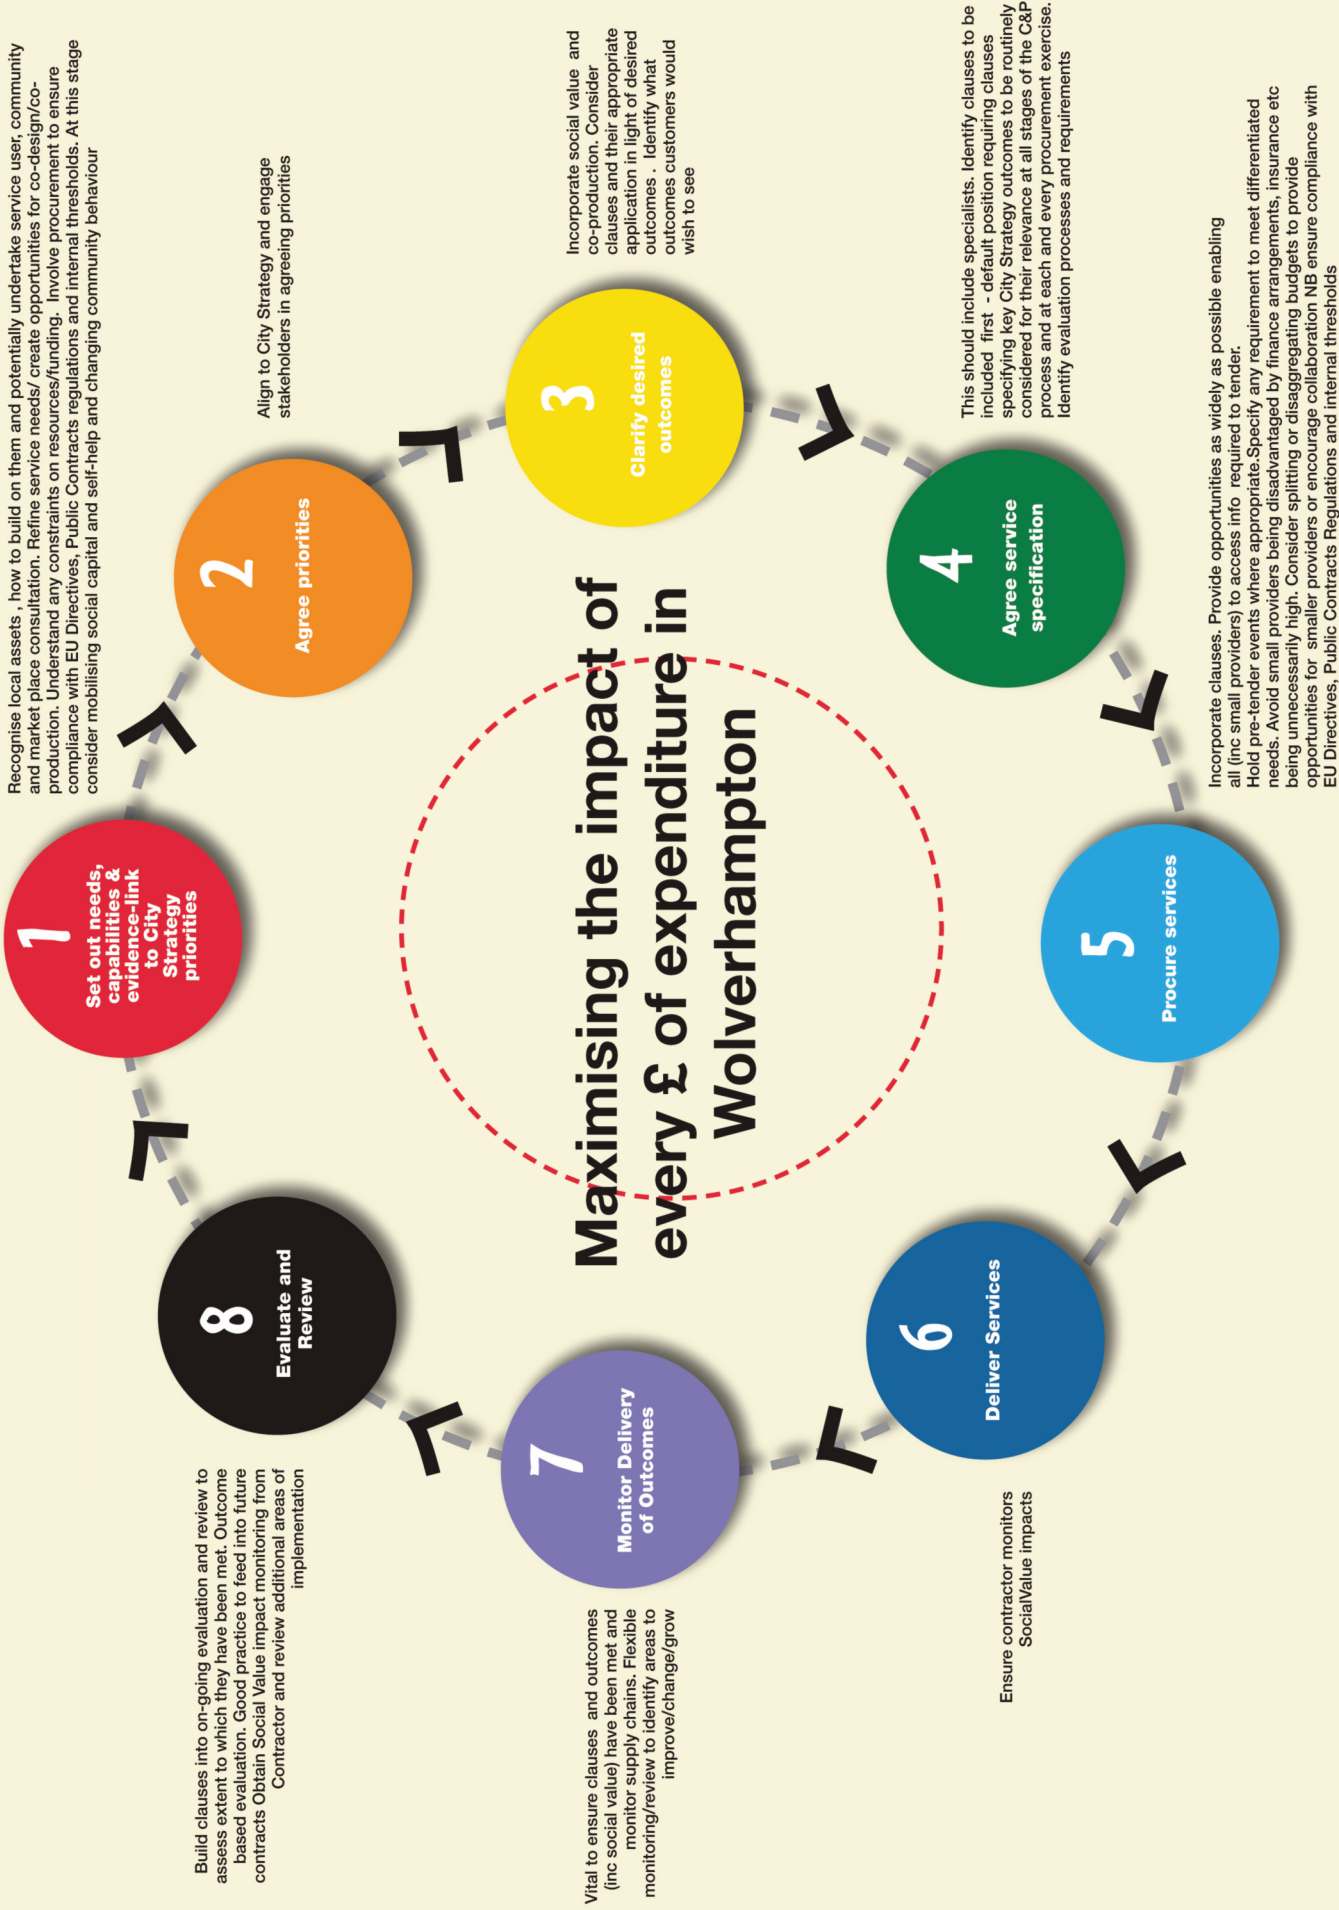 Maximising the impact of
every £ of expenditure in
Wolverhampton
1
Set out needs,
capabilities &
evidence-link
to City
Strategy
priorities
Recognise local assets , how to build on them and potentially undertake service user, community
and market place consultation. Refine service needs/ create opportunities for co-design/co-
production. Understand any constraints on resources/funding. Involve procurement to ensure
compliance with EU Directives, Public Contracts regulations and internal thresholds. At this stage
consider mobilising social capital and self-help and changing community behaviour
2
Agree priorities
Align to City Strategy and engage
stakeholders in agreeing priorities
3
Clarify desired
outcomes
Incorporate social value and
co-production. Consider
clauses and their appropriate
application in light of desired
outcomes . Identify what
outcomes customers would
wish to see
4
Agree service
specification
This should include specialists. Identify clauses to be
included first - default position requiring clauses
specifying key City Strategy outcomes to be routinely
considered for their relevance at all stages of the C&P
process and at each and every procurement exercise.
Identify evaluation processes and requirements
5
Procure services
Incorporate clauses. Provide opportunities as widely as possible enabling
all (inc small providers) to access info required to tender.
Hold pre-tender events where appropriate.Specify any requirement to meet differentiated
needs. Avoid small providers being disadvantaged by finance arrangements, insurance etc
being unnecessarily high. Consider splitting or disaggregating budgets to provide
opportunities for smaller providers or encourage collaboration NB ensure compliance with
EU Directives, Public Contracts Regulations and internal thresholds
6
Deliver Services
Ensure contractor monitors
SocialValue impacts
7
Monitor Delivery
of Outcomes
Vital to ensure clauses and outcomes
(inc social value) have been met and
monitor supply chains. Flexible
monitoring/review to identify areas to
improve/change/grow
8
Evaluate and
Review
Build clauses into on-going evaluation and review to
assess extent to which they have been met. Outcome
based evaluation. Good practice to feed into future
contracts Obtain Social Value impact monitoring from
Contractor and review additional areas of
implementation